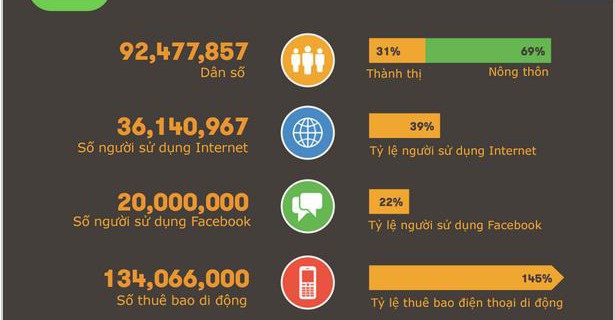 92,477,857
Dân số
31%
69%
Thành thị
Nông thôn
36,140,967
Số người sử dụng Internet
39%
Tỷ lệ người sử dụng Internet
20,000,000
Số người sử dụng Facebook
22%
Tỷ lệ người sử dụng Facebook
134,066,000
Số thuê bao di động
145%
Tỷ lệ thuê bao điện thoại di động